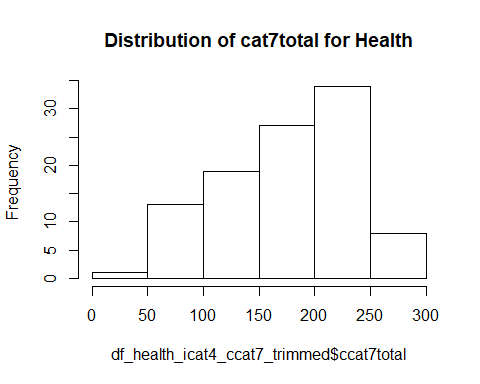 Distribution of cat7total for Health
Frequency
30
20
10
5
0
0 50 100 150 200 250 300
df_health_icat4_ccat7_trimmed$ccat7total